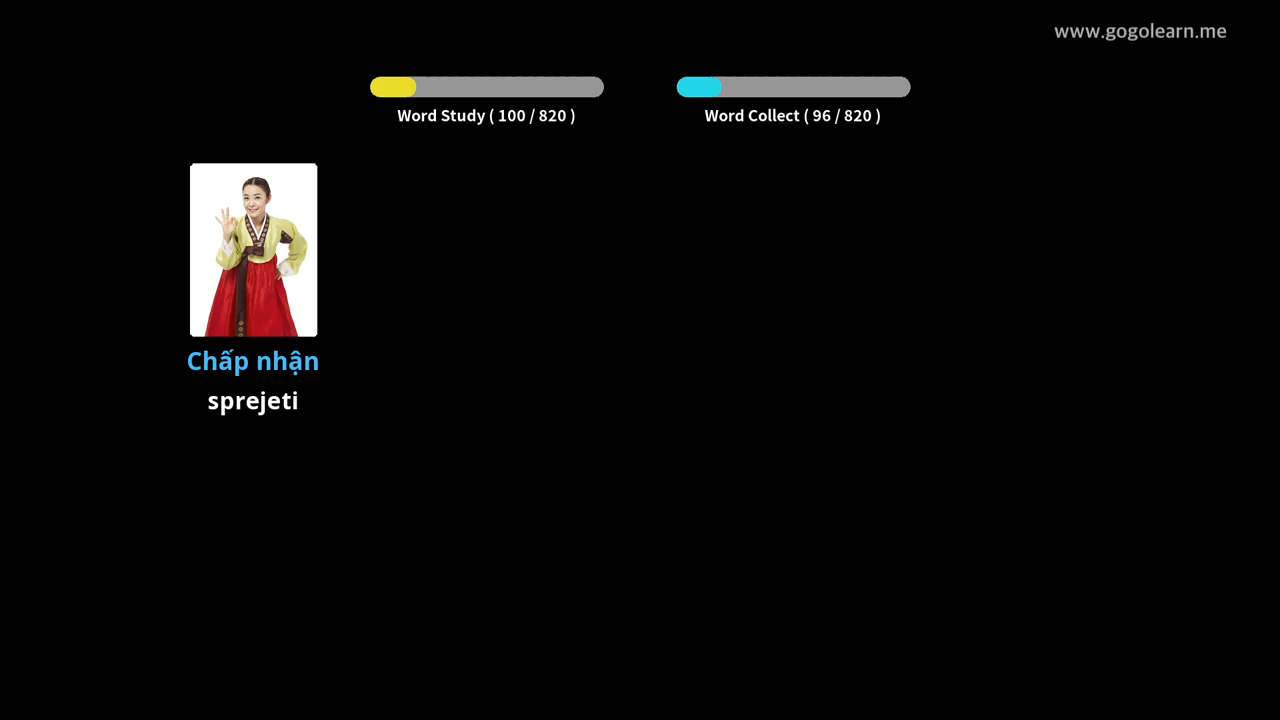 www.gogolearn.me
Word Study ( 100 / 820 )
Word Collect ( 96 / 820 )
Chấp nhận
sprejeti